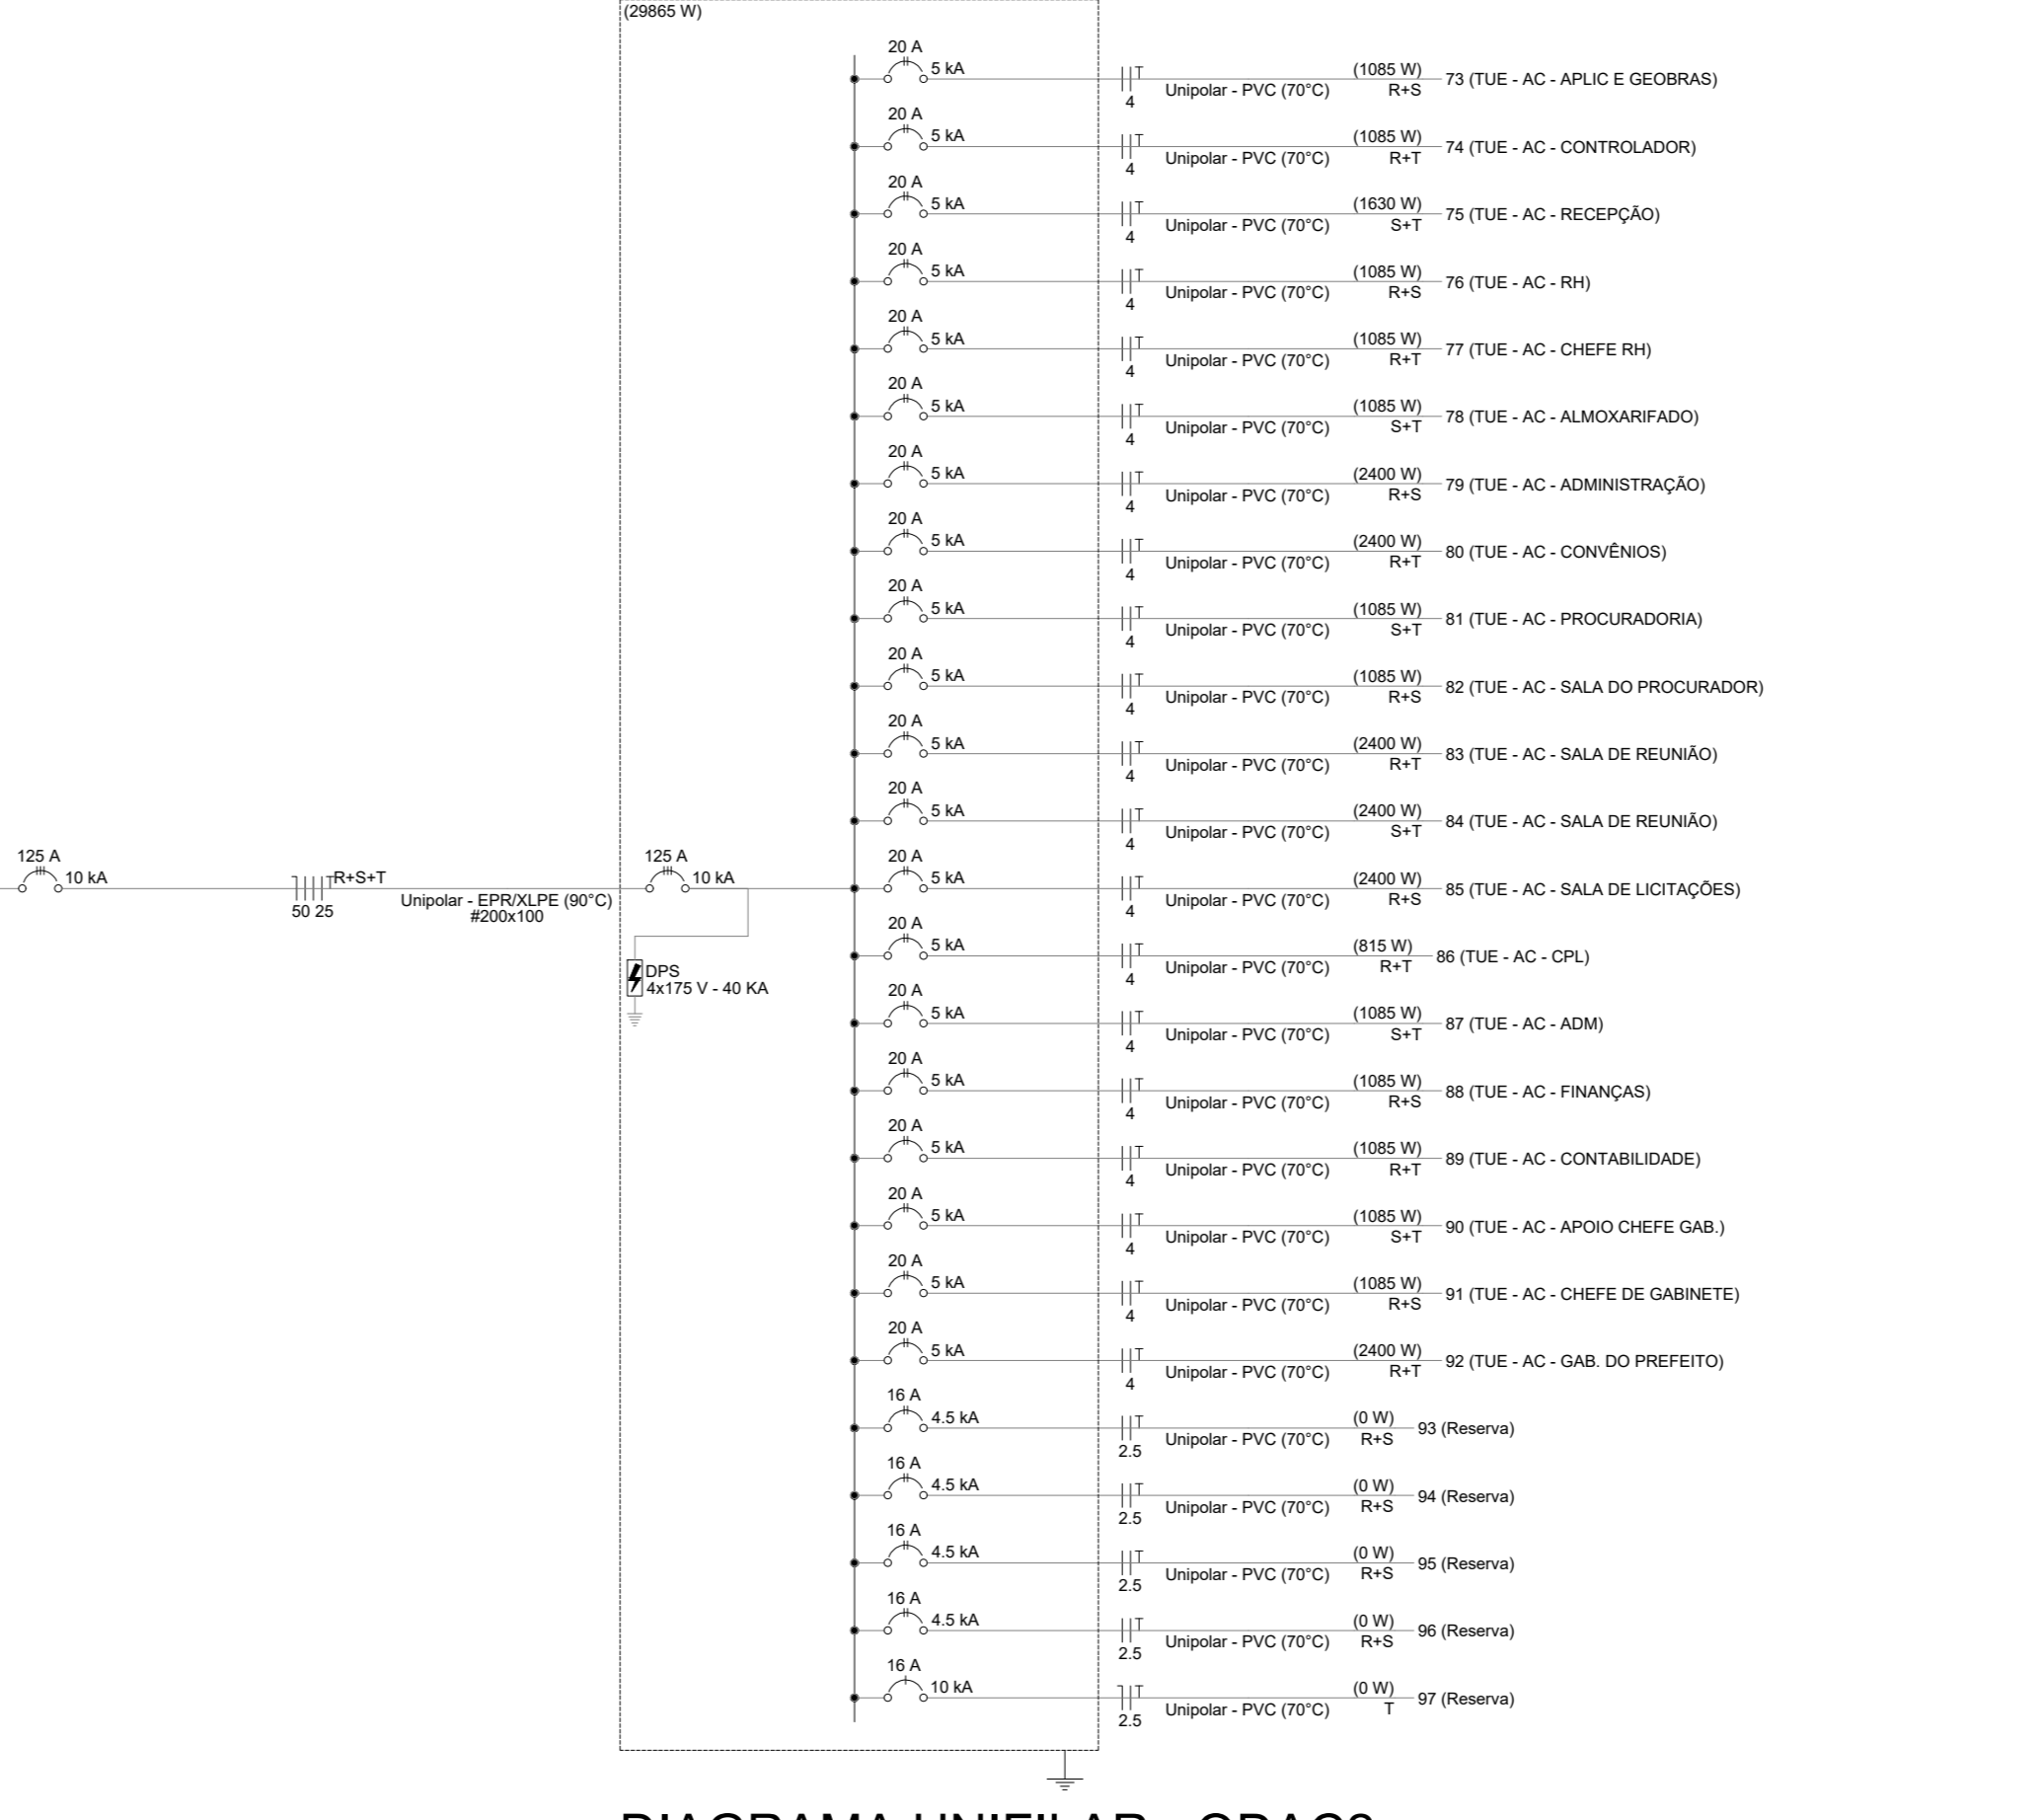 (29865 W)
20 A
5 kA
4
Unipolar - PVC (70°C)
(1085 W)
R+S
73 (TUE - AC - APLIC E GEOBRAS)
20 A
5 kA
4
Unipolar - PVC (70°C)
(1085 W)
R+T
74 (TUE - AC - CONTROLADOR)
20 A
5 kA
4
Unipolar - PVC (70°C)
(1630 W)
S+T
75 (TUE - AC - RECEPÇÃO)
20 A
5 kA
4
Unipolar - PVC (70°C)
(1085 W)
R+S
76 (TUE - AC - RH)
20 A
5 kA
4
Unipolar - PVC (70°C)
(1085 W)
R+T
77 (TUE - AC - CHEFE RH)
20 A
5 kA
4
Unipolar - PVC (70°C)
(1085 W)
S+T
78 (TUE - AC - ALMOXARIFADO)
20 A
5 kA
4
Unipolar - PVC (70°C)
(2400 W)
R+S
79 (TUE - AC - ADMINISTRAÇÃO)
20 A
5 kA
4
Unipolar - PVC (70°C)
(2400 W)
R+T
80 (TUE - AC - CONVÊNIOS)
20 A
5 kA
4
Unipolar - PVC (70°C)
(1085 W)
S+T
81 (TUE - AC - PROCURADORIA)
20 A
5 kA
4
Unipolar - PVC (70°C)
(1085 W)
R+S
82 (TUE - AC - SALA DO PROCURADOR)
20 A
5 kA
4
Unipolar - PVC (70°C)
(2400 W)
R+T
83 (TUE - AC - SALA DE REUNIÃO)
20 A
5 kA
4
Unipolar - PVC (70°C)
(2400 W)
S+T
84 (TUE - AC - SALA DE REUNIÃO)
125 A
10 kA
R+S+T
50 25
Unipolar - EPR/XLPE (90°C)
#200x100
125 A
10 kA
DPS
4x175 V - 40 KA
20 A
5 kA
4
Unipolar - PVC (70°C)
(2400 W)
R+S
85 (TUE - AC - SALA DE LICITAÇÕES)
20 A
5 kA
4
Unipolar - PVC (70°C)
(815 W)
R+T
86 (TUE - AC - CPL)
20 A
5 kA
4
Unipolar - PVC (70°C)
(1085 W)
S+T
87 (TUE - AC - ADM)
20 A
5 kA
4
Unipolar - PVC (70°C)
(1085 W)
R+S
88 (TUE - AC - FINANÇAS)
20 A
5 kA
4
Unipolar - PVC (70°C)
(1085 W)
R+T
89 (TUE - AC - CONTABILIDADE)
20 A
5 kA
4
Unipolar - PVC (70°C)
(1085 W)
S+T
90 (TUE - AC - APOIO CHEFE GAB.)
20 A
5 kA
4
Unipolar - PVC (70°C)
(1085 W)
R+S
91 (TUE - AC - CHEFE DE GABINETE)
20 A
5 kA
4
Unipolar - PVC (70°C)
(2400 W)
R+T
92 (TUE - AC - GAB. DO PREFEITO)
16 A
4.5 kA
2.5
Unipolar - PVC (70°C)
(0 W)
R+S
93 (Reserva)
16 A
4.5 kA
2.5
Unipolar - PVC (70°C)
(0 W)
R+S
94 (Reserva)
16 A
4.5 kA
2.5
Unipolar - PVC (70°C)
(0 W)
R+S
95 (Reserva)
16 A
4.5 kA
2.5
Unipolar - PVC (70°C)
(0 W)
R+S
96 (Reserva)
16 A
10 kA
2.5
Unipolar - PVC (70°C)
(0 W)
T
97 (Reserva)
DIAGRAMA UNIFILAR -